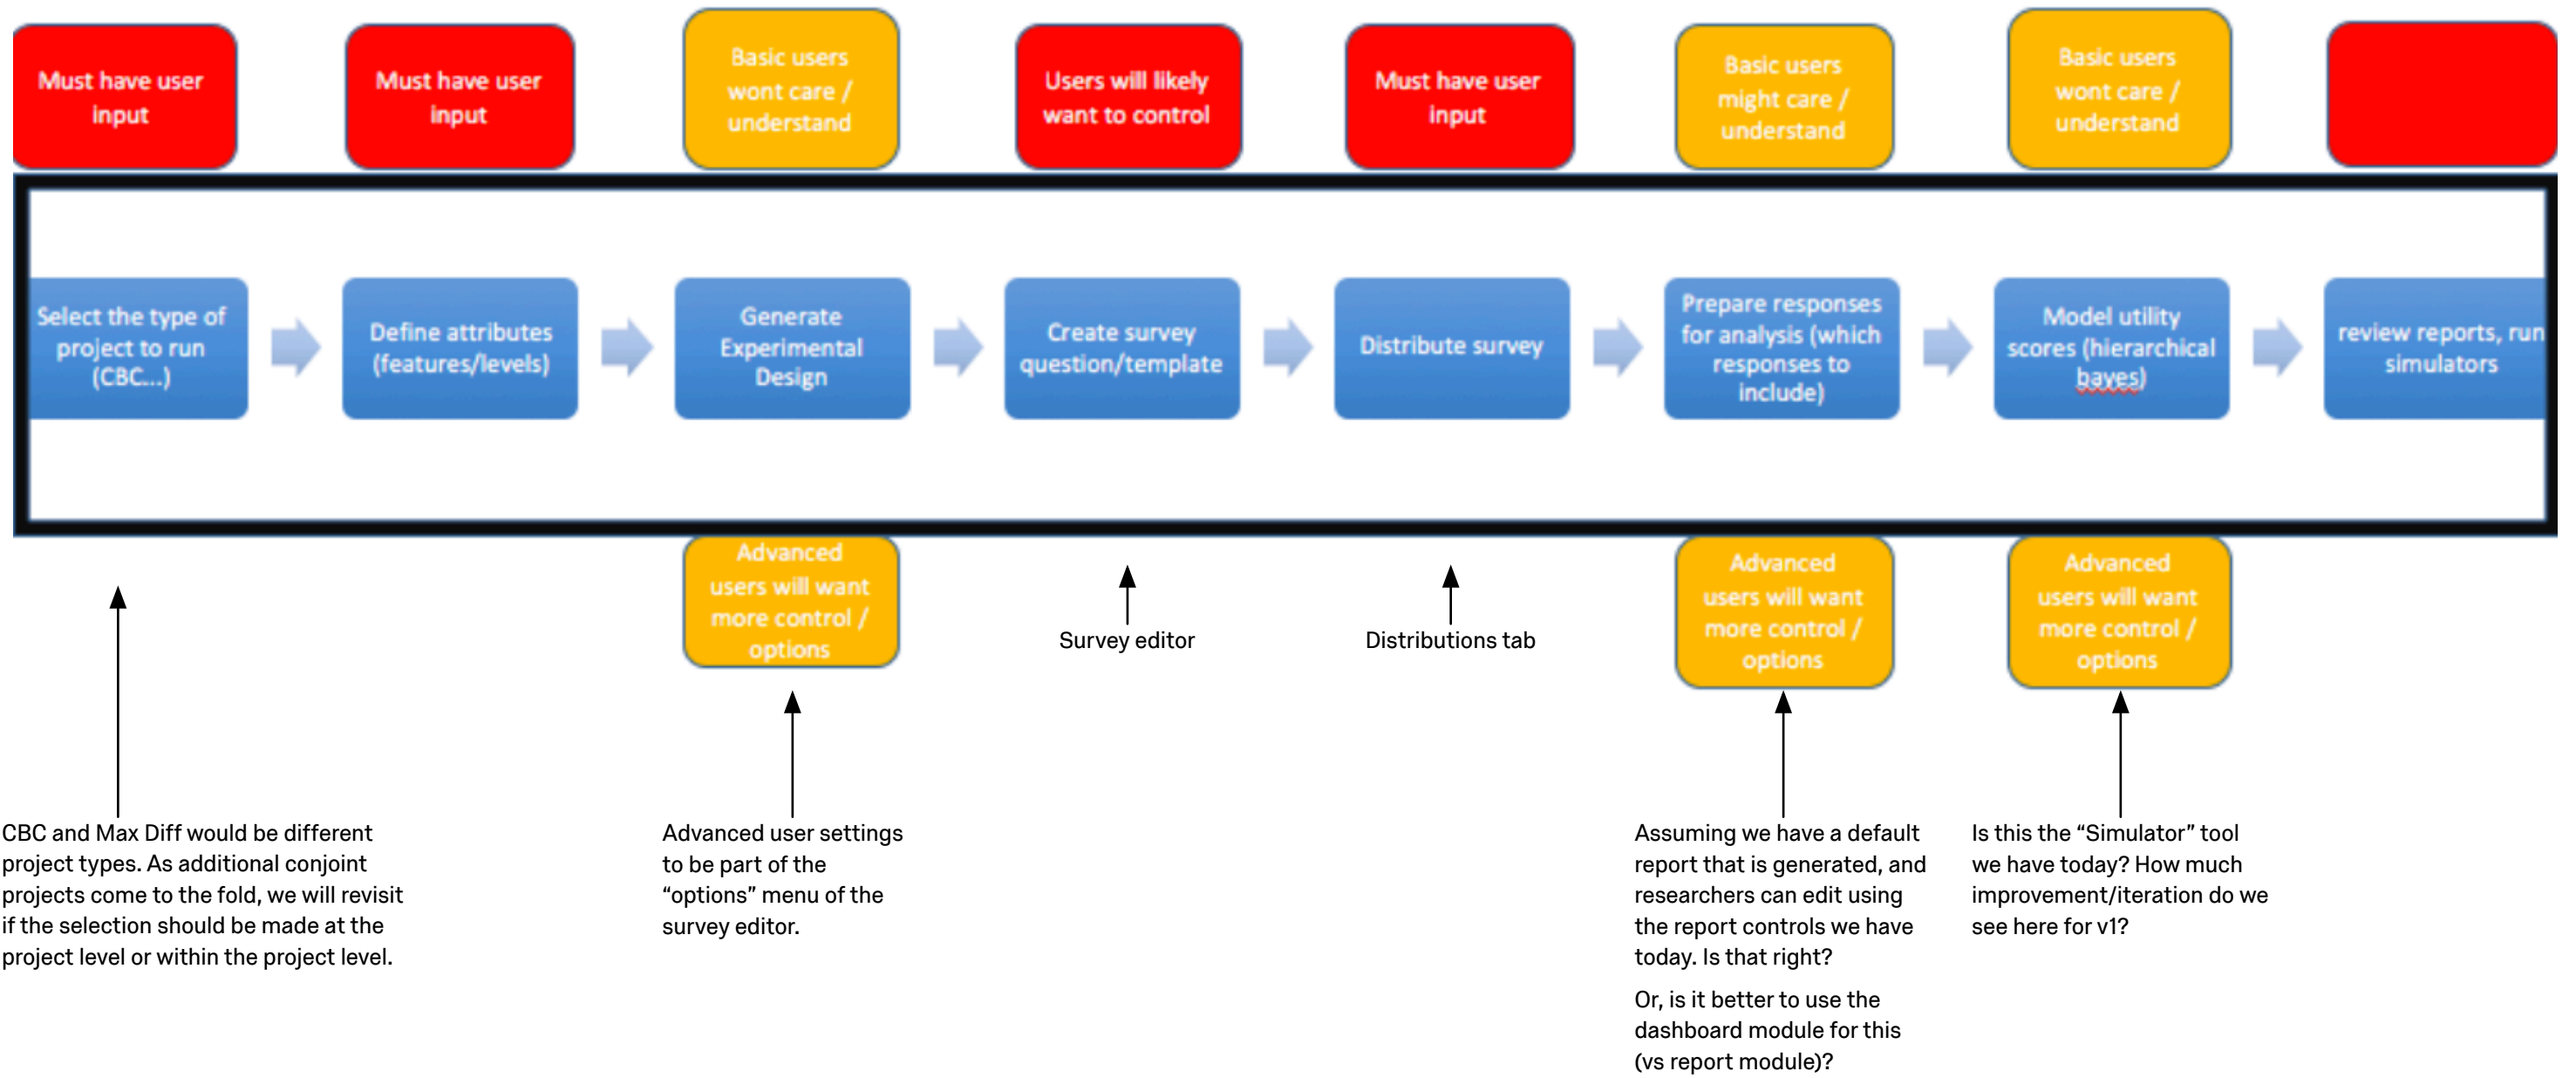 Must have user
input
Must have user
input
Basic users
wont care /
understand
Users will likely
want to control
Must have user
input
Basic users
might care /
understand
Basic users
wont care /
understand
Select the type of
project to run
(CBC...)
Define attributes
(features/levels)
Generate
Experimental
Design
Create survey
question/template
Distribute survey
Prepare responses
for analysis (which
responses to
include)
Model utility
scores (hierarchical
bayes)
review reports, run
simulators
Advanced
users will want
more control /
options
Survey editor
Distributions tab
Advanced
users will want
more control /
options
Advanced
users will want
more control /
options
CBC and Max Diff would be different
project types. As additional conjoint
projects come to the fold, we will revisit
if the selection should be made at the
project level or within the project level.
Advanced user settings
to be part of the
“options” menu of the
survey editor.
Assuming we have a default
report that is generated, and
researchers can edit using
the report controls we have
today. Is that right?
Or, is it better to use the
dashboard module for this
(vs report module)?
Is this the “Simulator” tool
we have today? How much
improvement/iteration do we
see here for v1?